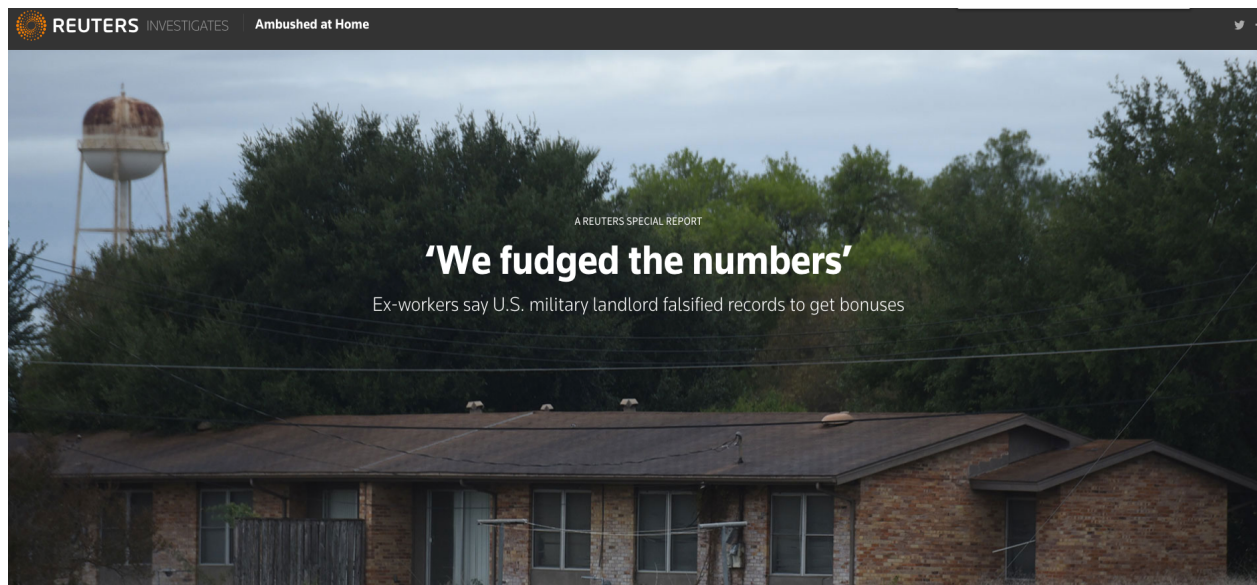 REUTERS INVESTIGATES Ambushed at Home
A REUTERS SPECIAL REPORT
‘We fudged the numbers’
Ex-workers say U.S. military landlord falsified records to get bonuses